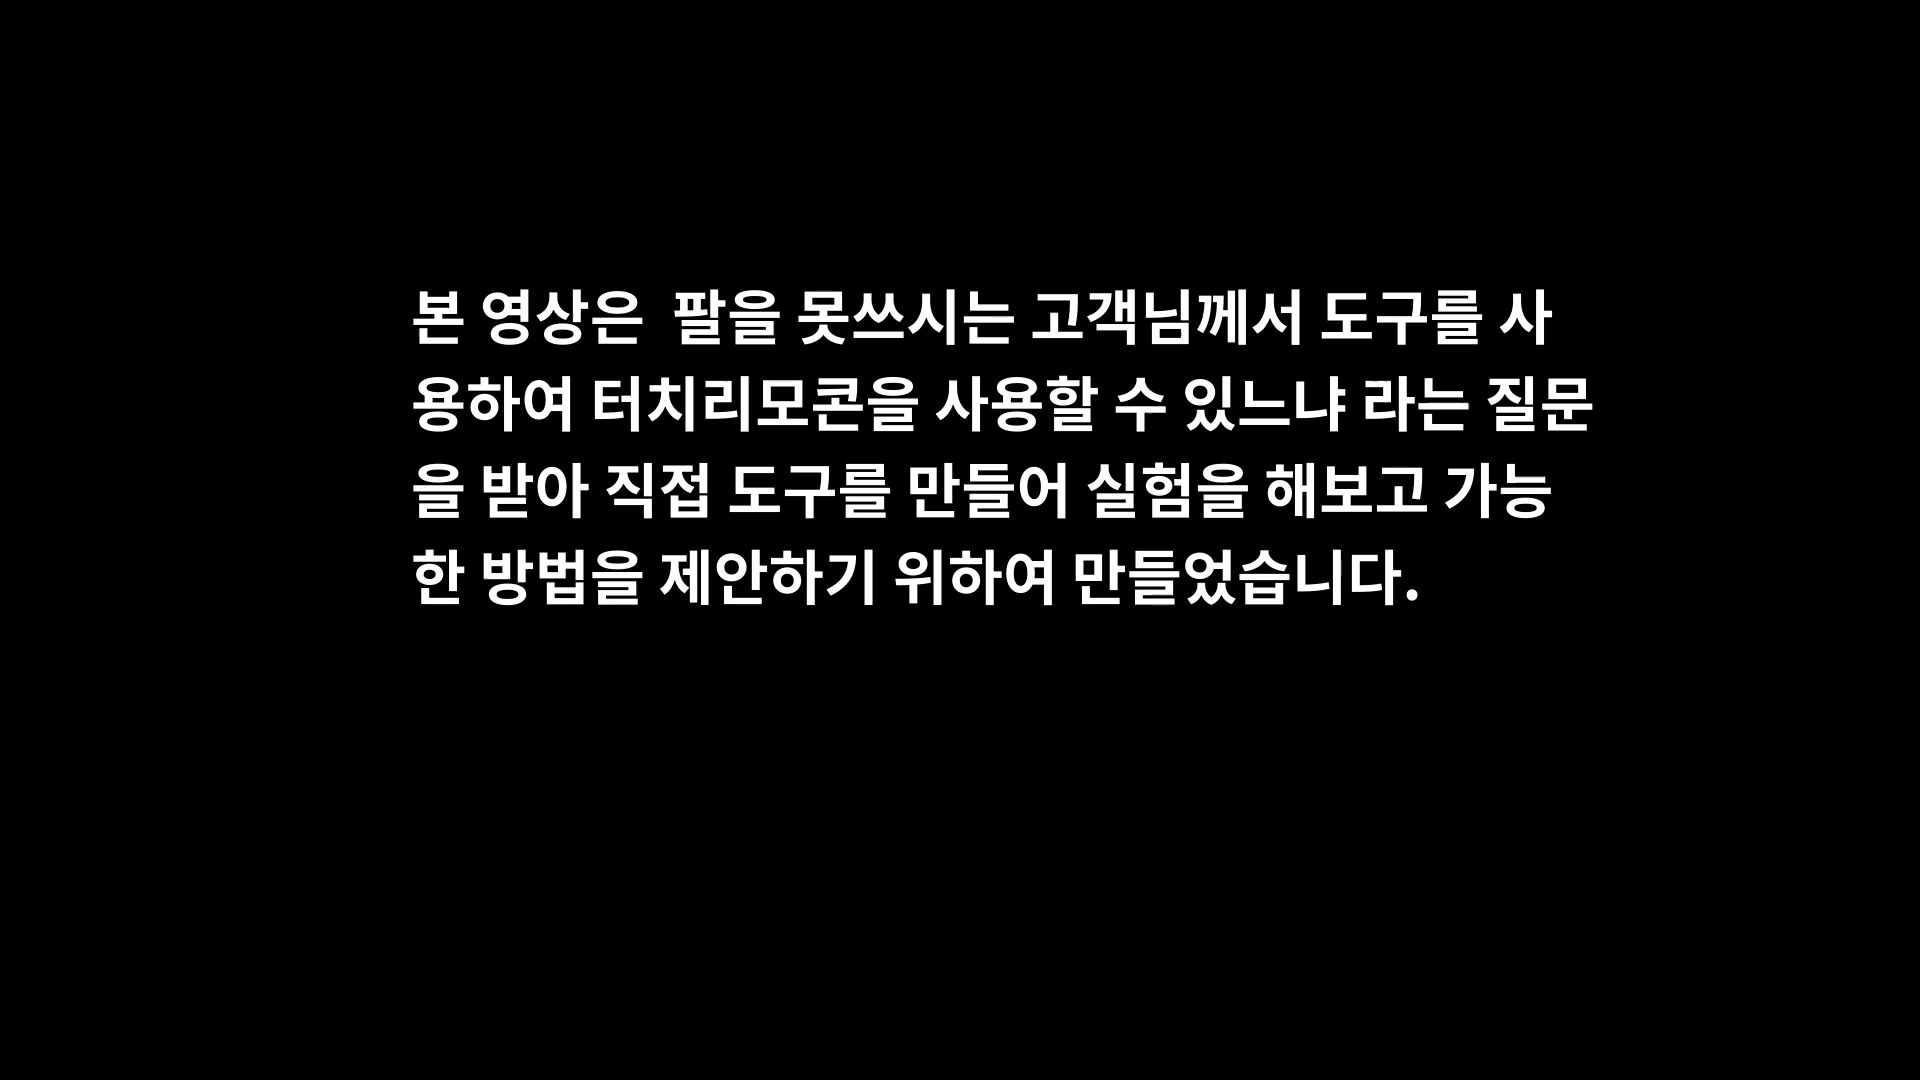 본 영상은  팔을 못쓰시는 고객님께서 도구를 사
용하여 터치리모콘을 사용할 수 있느냐 라는 질문
을 받아 직접 도구를 만들어 실험을 해보고 가능
한 방법을 제안하기 위하여 만들었습니다.